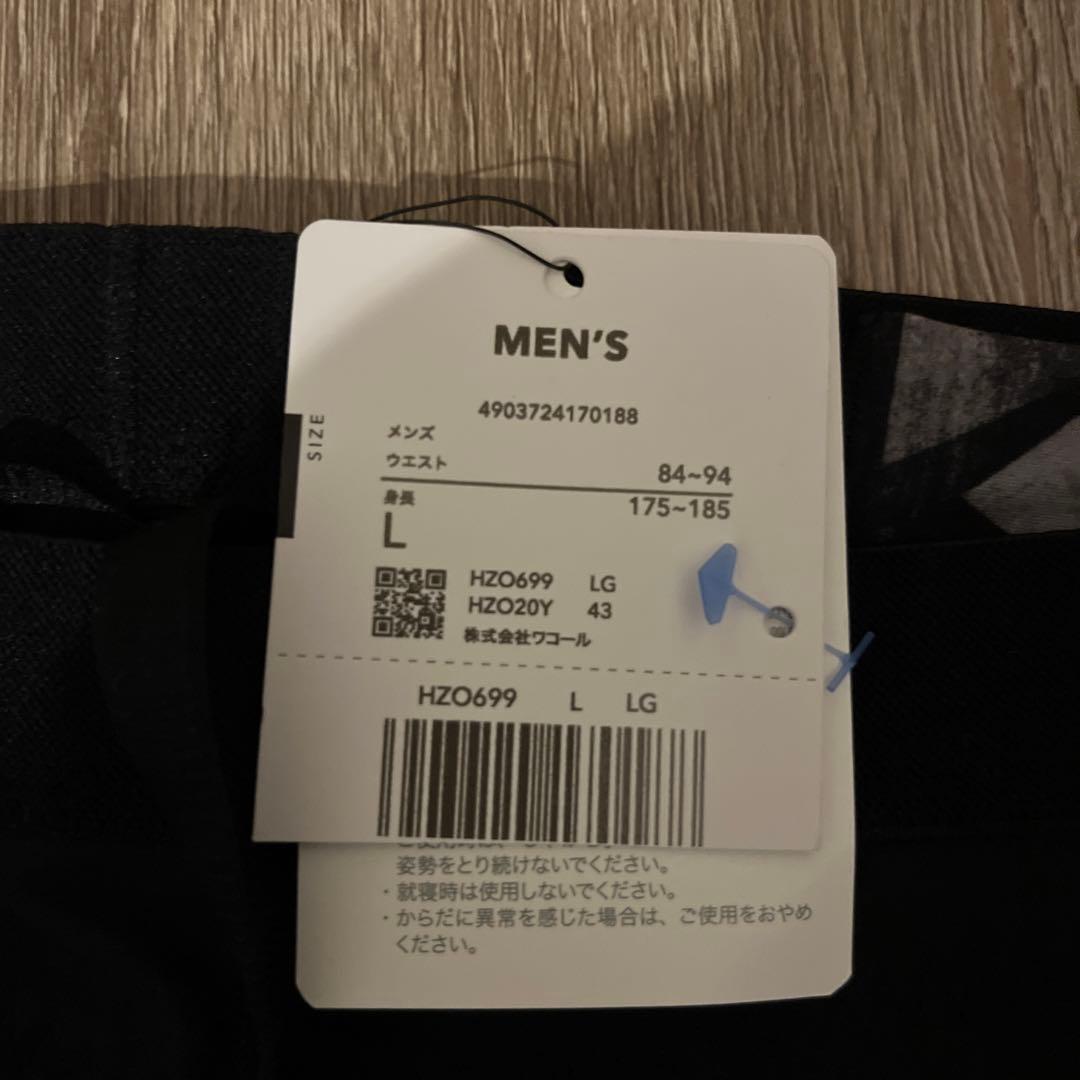 MEN'S
4903724170188
SIZE
メンズ
ウエスト 84~94
身長 175~185
L
HZO699 LG
HZO20Y 43
株式会社ワコール
HZO699 L LG
姿勢をとり続けないでください。
・就寝時は使用しないでください。
・からだに異常を感じた場合は、ご使用をおやめ
ください。